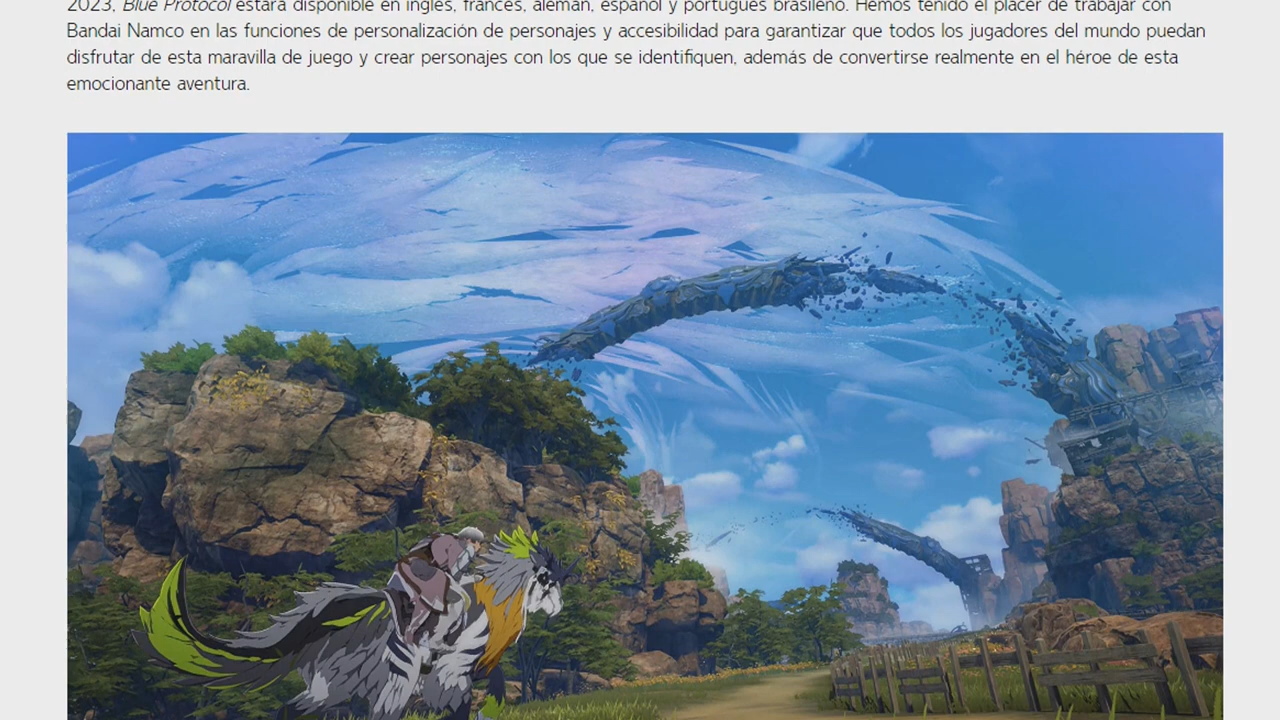 2023, Blue Protocol estará disponible en inglés, francés, alemán, español y portugués brasileño. Hemos tenido el placer de trabajar con
Bandai Namco en las funciones de personalización de personajes y accesibilidad para garantizar que todos los jugadores del mundo puedan
disfrutar de esta maravilla de juego y crear personajes con los que se identifiquen, además de convertirse realmente en el héroe de esta
emocionante aventura.